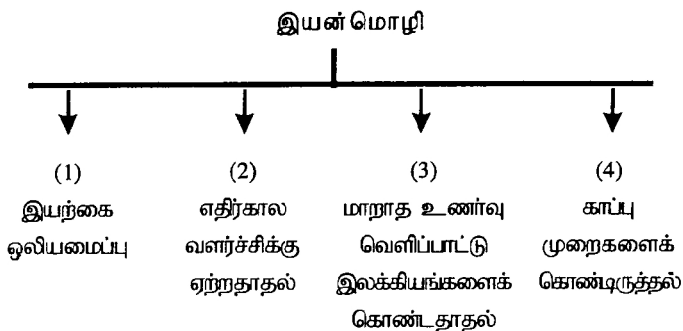 இயன்மொழி
(1)
இயற்கை
ஒலியமைப்பு
(2)
எதிர்கால
வளர்ச்சிக்கு
ஏற்றதாதல்
(3)
மாறாத உணர்வு
வெளிப்பாட்டு
இலக்கியங்களைக்
கொண்டதாதல்
(4)
காப்பு
முறைகளைக்
கொண்டிருத்தல்